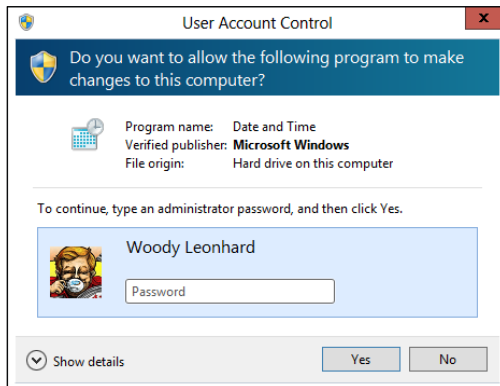 User Account Control
x
Do you want to allow the following program to make
changes to this computer?
Program name: Date and Time
Verified publisher: Microsoft Windows
File origin: Hard drive on this computer
To continue, type an administrator password, and then click Yes.
Woody Leonhard
Password
Show details Yes No